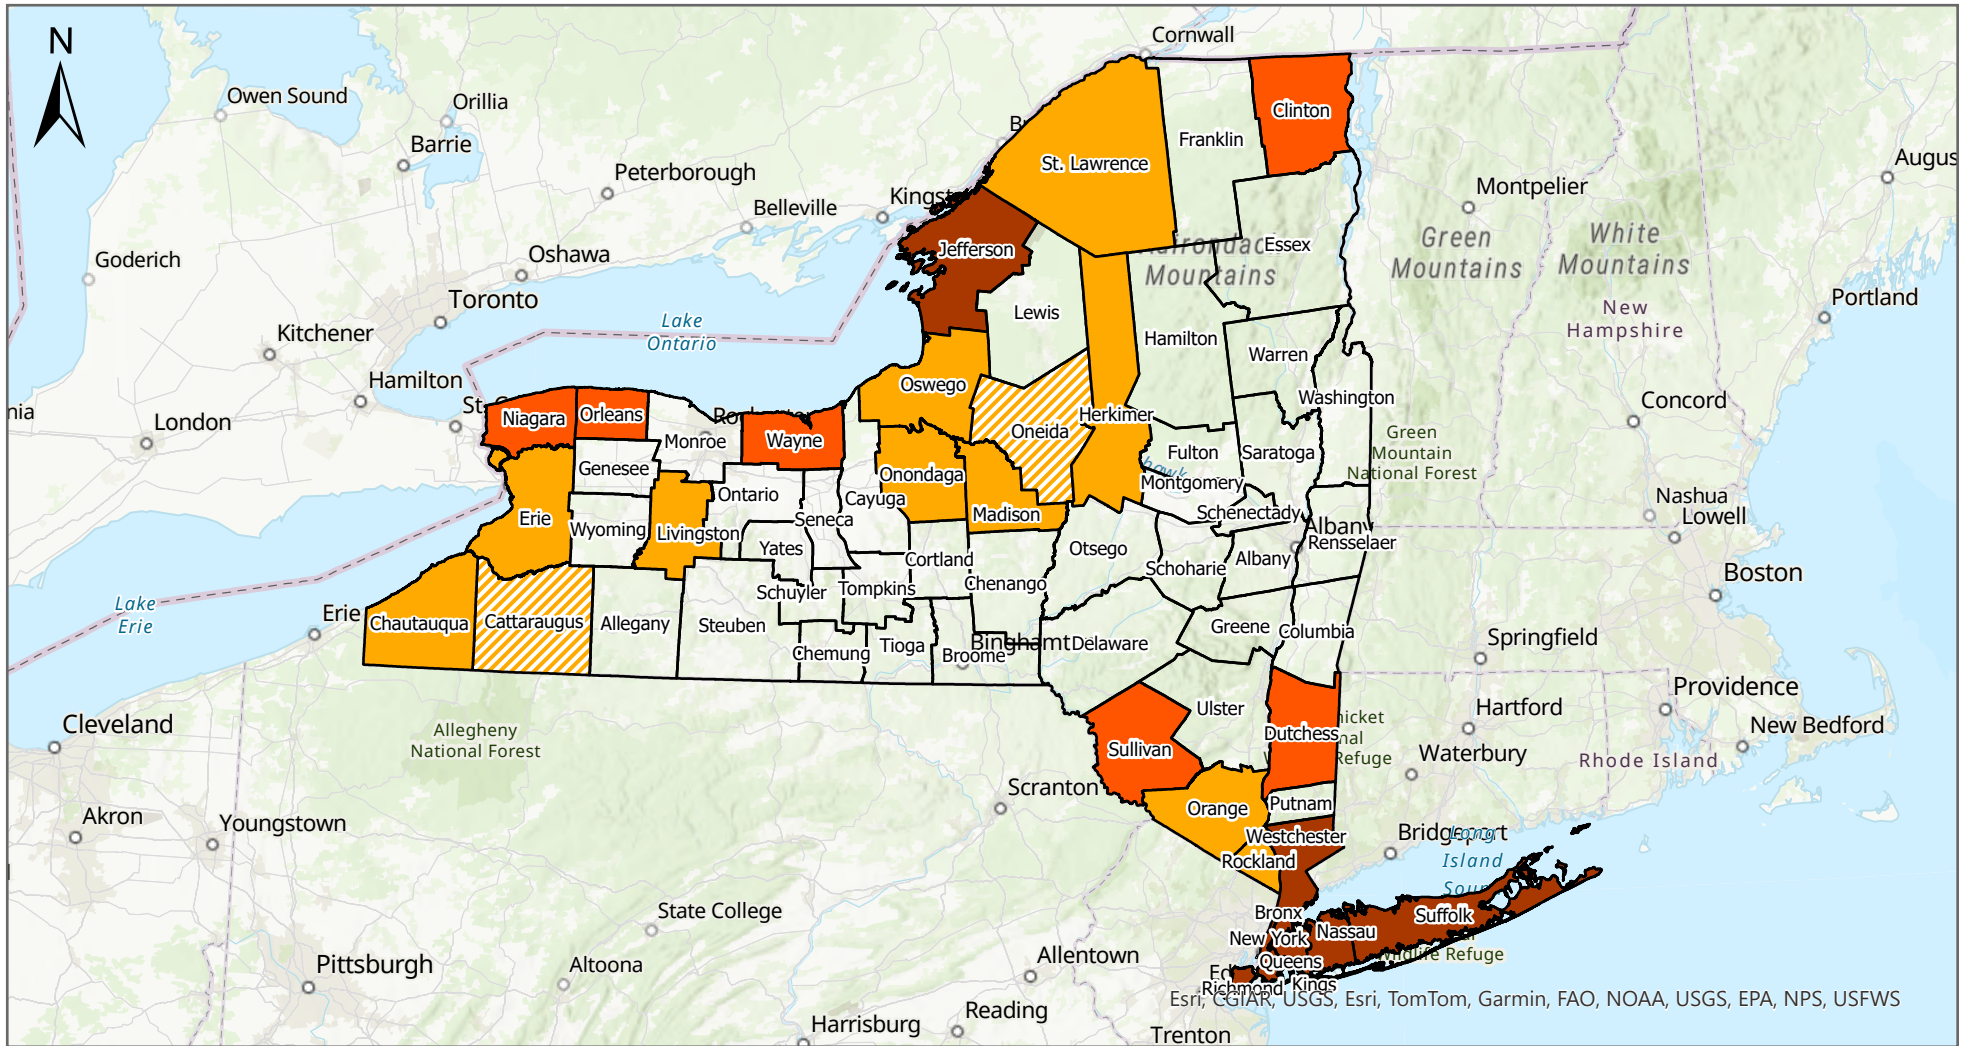 N
Cornwall
Owen Sound
Orillia
Clinton
Barrie
Franklin
St. Lawrence
Augus
Peterborough
Montpelier
Belleville
Kingst
Green
Mountains
White
Mountains
Jefferson
Essex
Mountains
Goderich
Oshawa
Toronto
Lake
Ontario
Lewis
Portland
New
Hampshire
Kitchener
Hamilton
Warren
Hamilton
Oswego
Washington
Concord
London
Niagara
Orleans
Monroe
Wayne
Herkimer
Oneida
Green
Mountain
National Forest
Genesee
Fulton
Saratoga
Onondaga
Montgomery
Ontario
Cayuga
Nashua
Lowell
Erie
Wyoming
Livingston
Seneca
Madison
Schenectady
Albany
Rensselaer
Yates
Cortland
Otsego
Schoharie
Albany
Boston
Schuyler
Tompkins
Chenango
Lake
Erie
Erie
Chautauqua
Cattaraugus
Allegany
Steuben
Greene
Columbia
Springfield
Chemung
Tioga
Broome
Binghamt
Delaware
Cleveland
Allegheny
National Forest
Ulster
Hartford
Providence
New Bedford
Sullivan
Dutchess
Refuge
Waterbury
Rhode Island
Scranton
Orange
Putnam
Akron
Youngstown
Westchester
Rockland
Bridgeport
Long
Island
Soun
State College
Bronx
New York
Nassau
Suffolk
Pittsburgh
Altoona
Allentown
Queens
Wildlife Refuge
Richmond
Kings
Esri, CGIAR, USGS, Esri, TomTom, Garmin, FAO, NOAA, USGS, EPA, NPS, USFWS
Harrisburg
Reading
Trenton